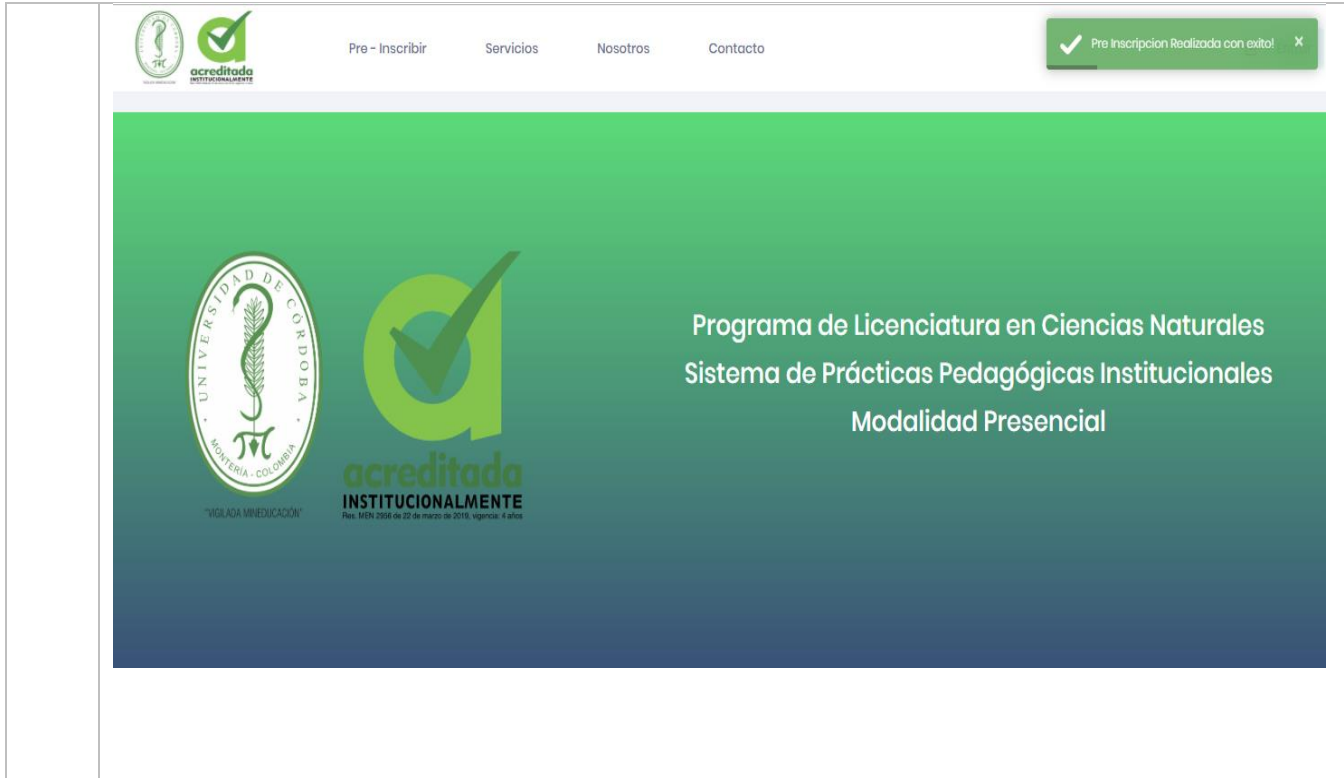 acreditada
INSTITUCIONALMENTE
Pre - Inscribir
Servicios
Nosotros
Contacto
Pre Inscripcion Realizada con exito!
X
UNIVERSIDAD DE CÓRDOBA
MONTERÍA - COLOMBIA
"VIGILADA MINEDUCACIÓN"
acreditada
INSTITUCIONALMENTE
Res. MEN 2956 de 22 de marzo de 2019, vigencia: 4 años
Programa de Licenciatura en Ciencias Naturales
Sistema de Prácticas Pedagógicas Institucionales
Modalidad Presencial